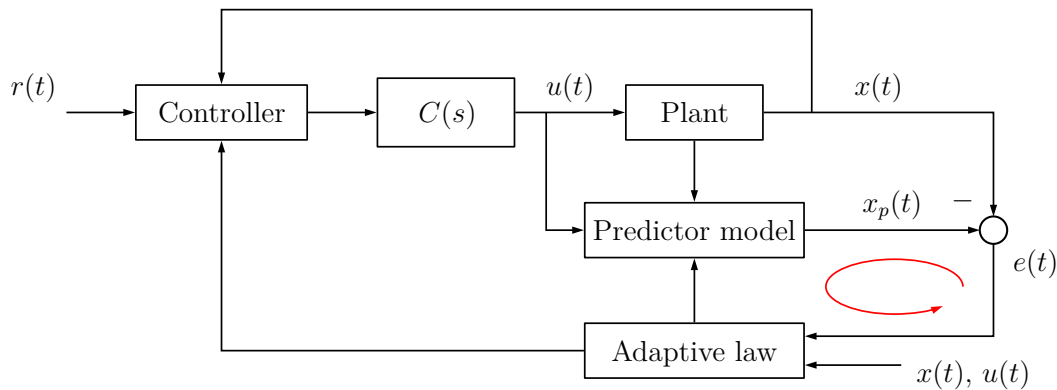 r(t)
Controller
C(s)
u(t)
Plant
x(t)
Predictor model
x_p(t)
−
e(t)
Adaptive law
x(t), u(t)